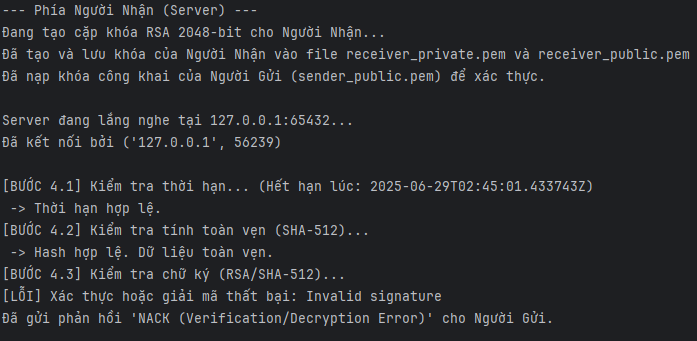 --- Phía Người Nhận (Server) ---
Đang tạo cặp khóa RSA 2048-bit cho Người Nhận...
Đã tạo và lưu khóa của Người Nhận vào file receiver_private.pem và receiver_public.pem
Đã nạp khóa công khai của Người Gửi (sender_public.pem) để xác thực.
Server đang lắng nghe tại 127.0.0.1:65432...
Đã kết nối bởi ('127.0.0.1', 56239)
[BƯỚC 4.1] Kiểm tra thời hạn... (Hết hạn lúc: 2025-06-29T02:45:01.433743Z)
-> Thời hạn hợp lệ.
[BƯỚC 4.2] Kiểm tra tính toàn vẹn (SHA-512)...
-> Hash hợp lệ. Dữ liệu toàn vẹn.
[BƯỚC 4.3] Kiểm tra chữ ký (RSA/SHA-512)...
[LỖI] Xác thực hoặc giải mã thất bại: Invalid signature
Đã gửi phản hồi 'NACK (Verification/Decryption Error)' cho Người Gửi.